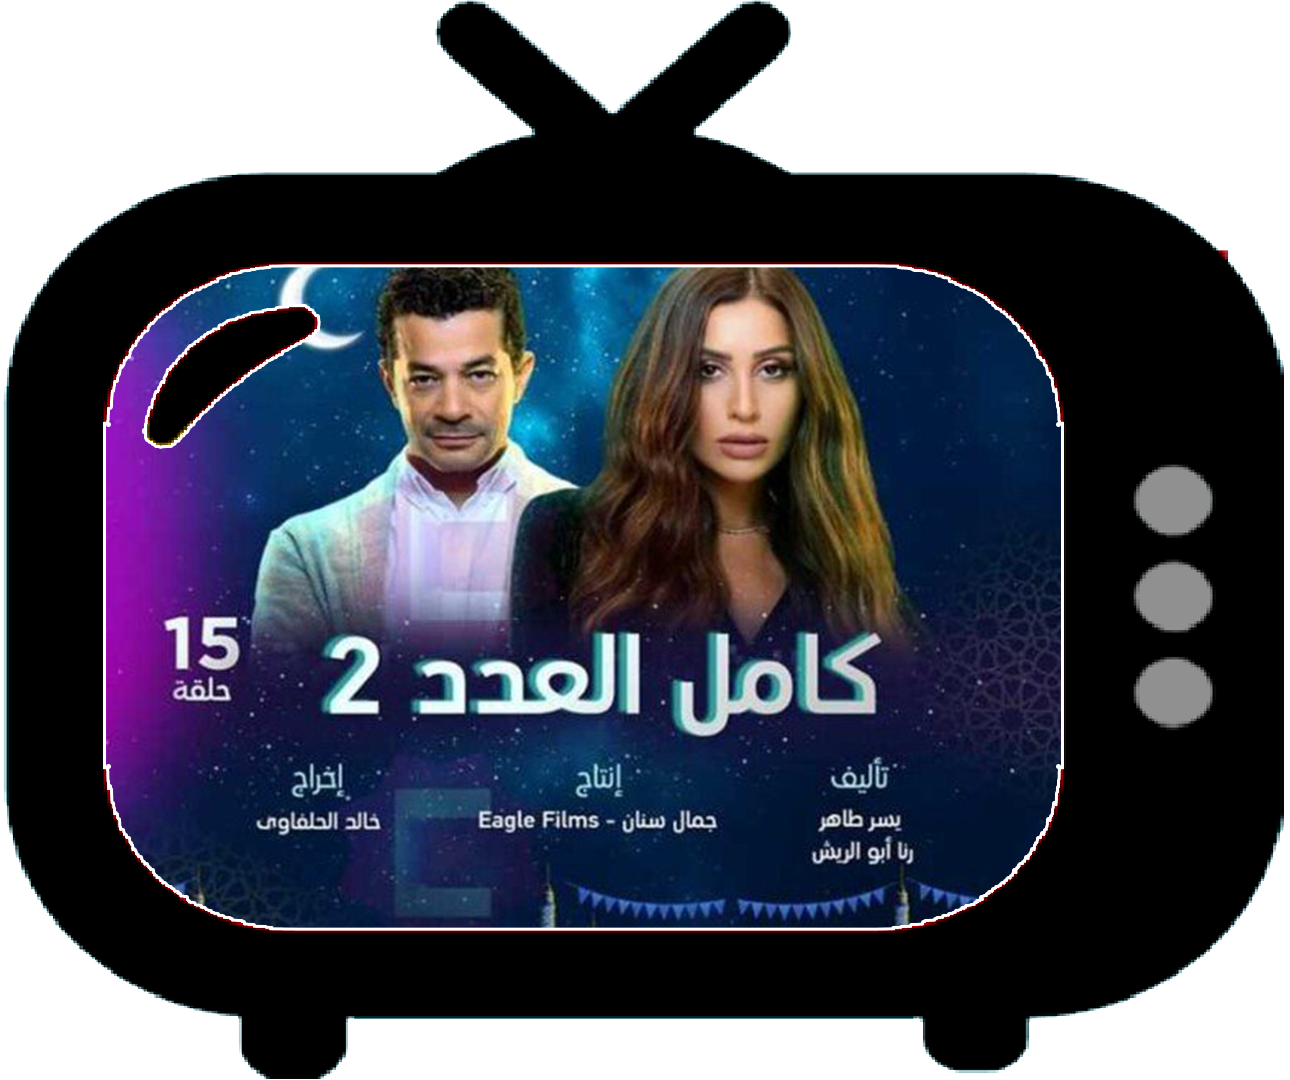 كامل العدد 2
15
حلقة
تأليف
يسر طاهر
رنا أبو الريش
إنتاج
جمال سنان - Eagle Films
إخراج
خالد الحلفاوى